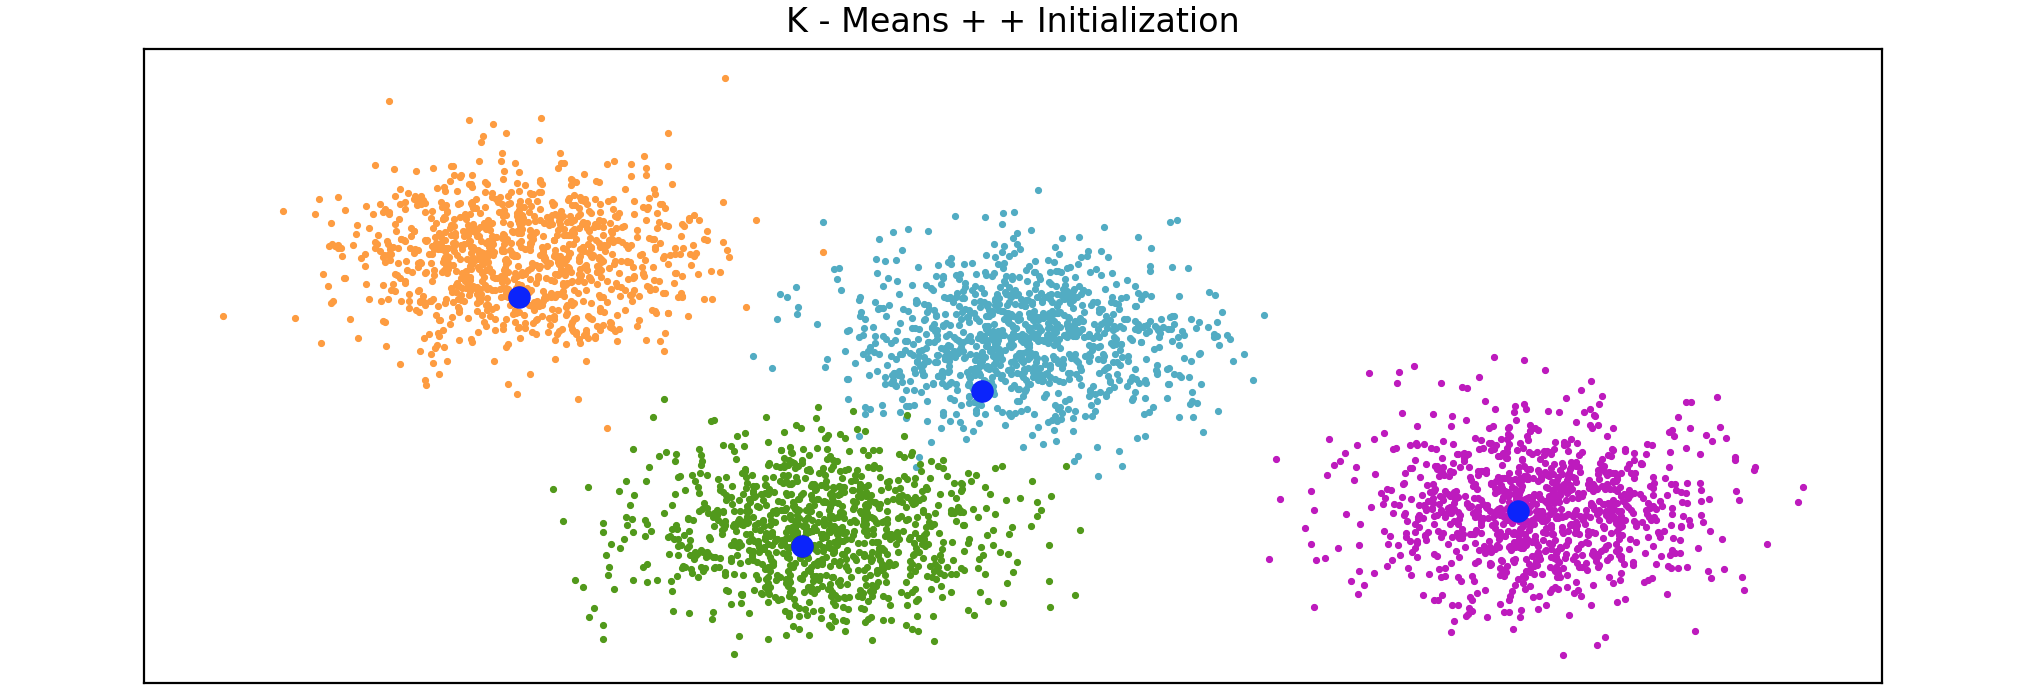 K - Means + + Initialization